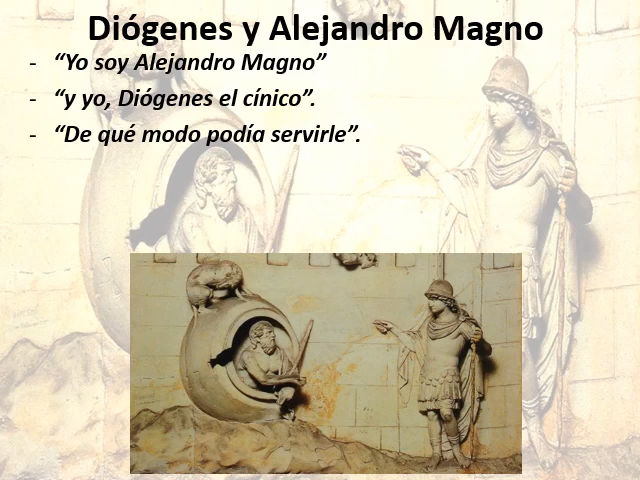 Diógenes y Alejandro Magno
- “Yo soy Alejandro Magno”
- “y yo, Diógenes el cínico”.
- “De qué modo podía servirle”.